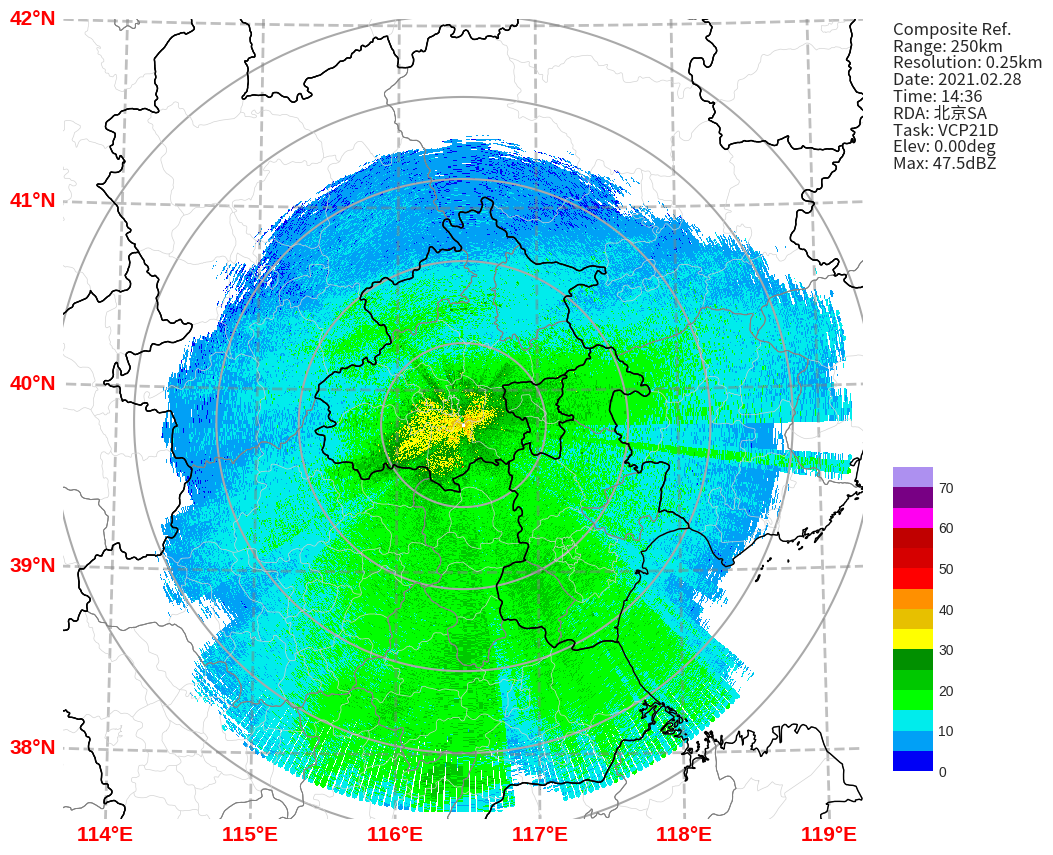 42°N
41°N
40°N
39°N
38°N
114°E
115°E
116°E
117°E
118°E
119°E
Composite Ref.
Range: 250km
Resolution: 0.25km
Date: 2021.02.28
Time: 14:36
RDA: 北京SA
Task: VCP21D
Elev: 0.00deg
Max: 47.5dBZ
70
60
50
40
30
20
10
0